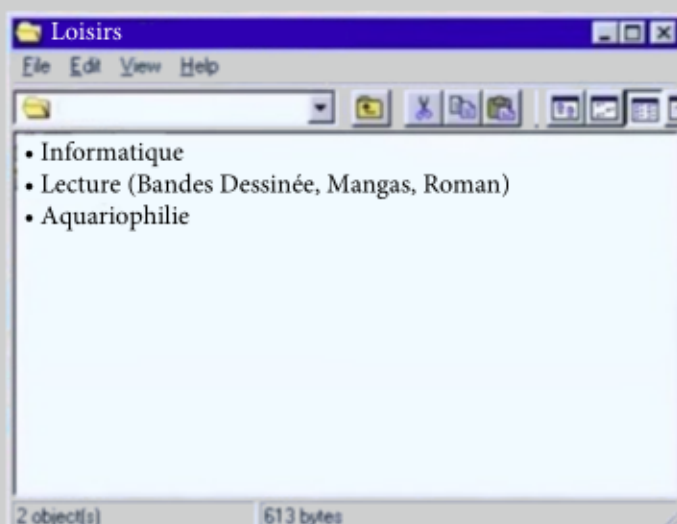 Loisirs
File Edit View Help
• Informatique
• Lecture (Bandes Dessinée, Mangas, Roman)
• Aquariophilie
2 object(s) 613 bytes